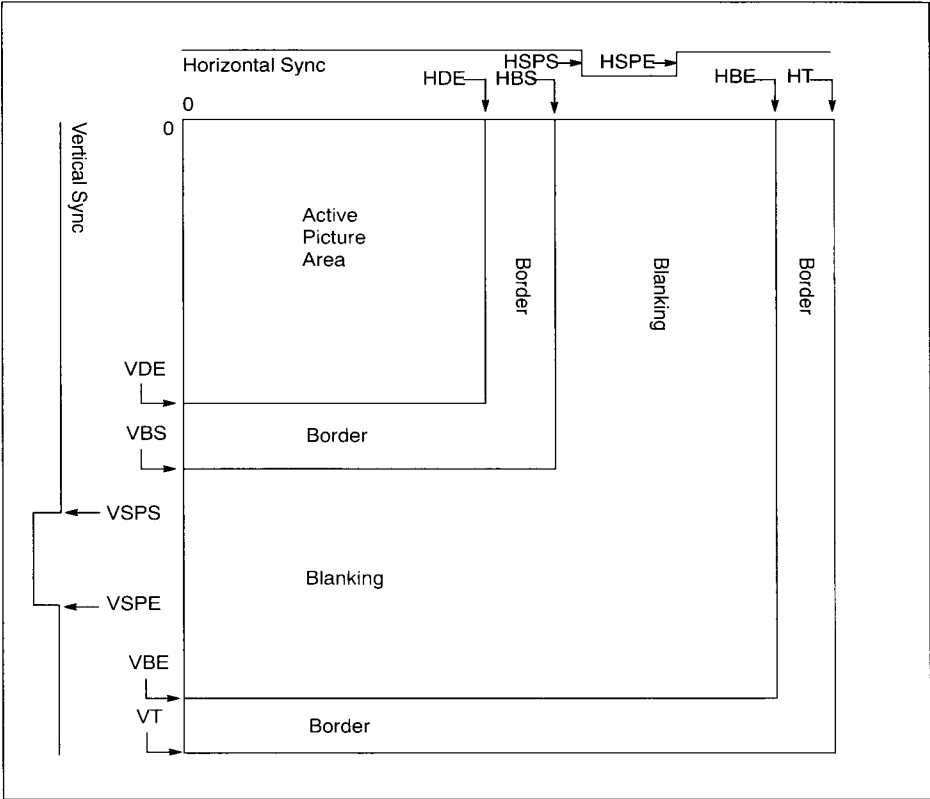 HSPS
HSPE
Horizontal Sync
HDE
HBS
HBE
HT
0
0
Vertical Sync
Active
Picture
Area
Border
Blanking
Border
VDE
VBS
Border
VSPS
Blanking
VSPE
VBE
VT
Border